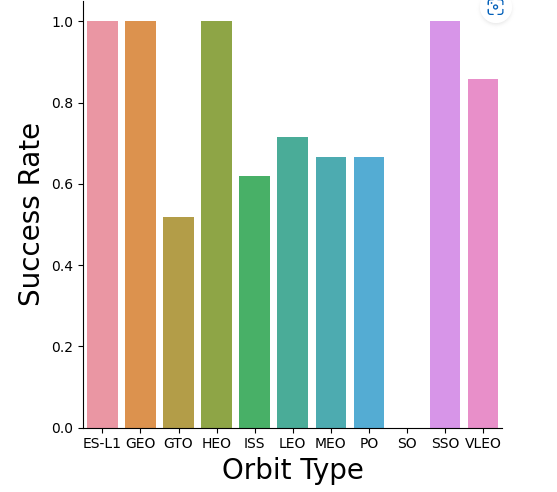 1.0
0.8
0.6
0.4
0.2
0.0
Success Rate
ES-L1 GEO GTO HEO ISS LEO MEO PO SO SSO VLEO
Orbit Type